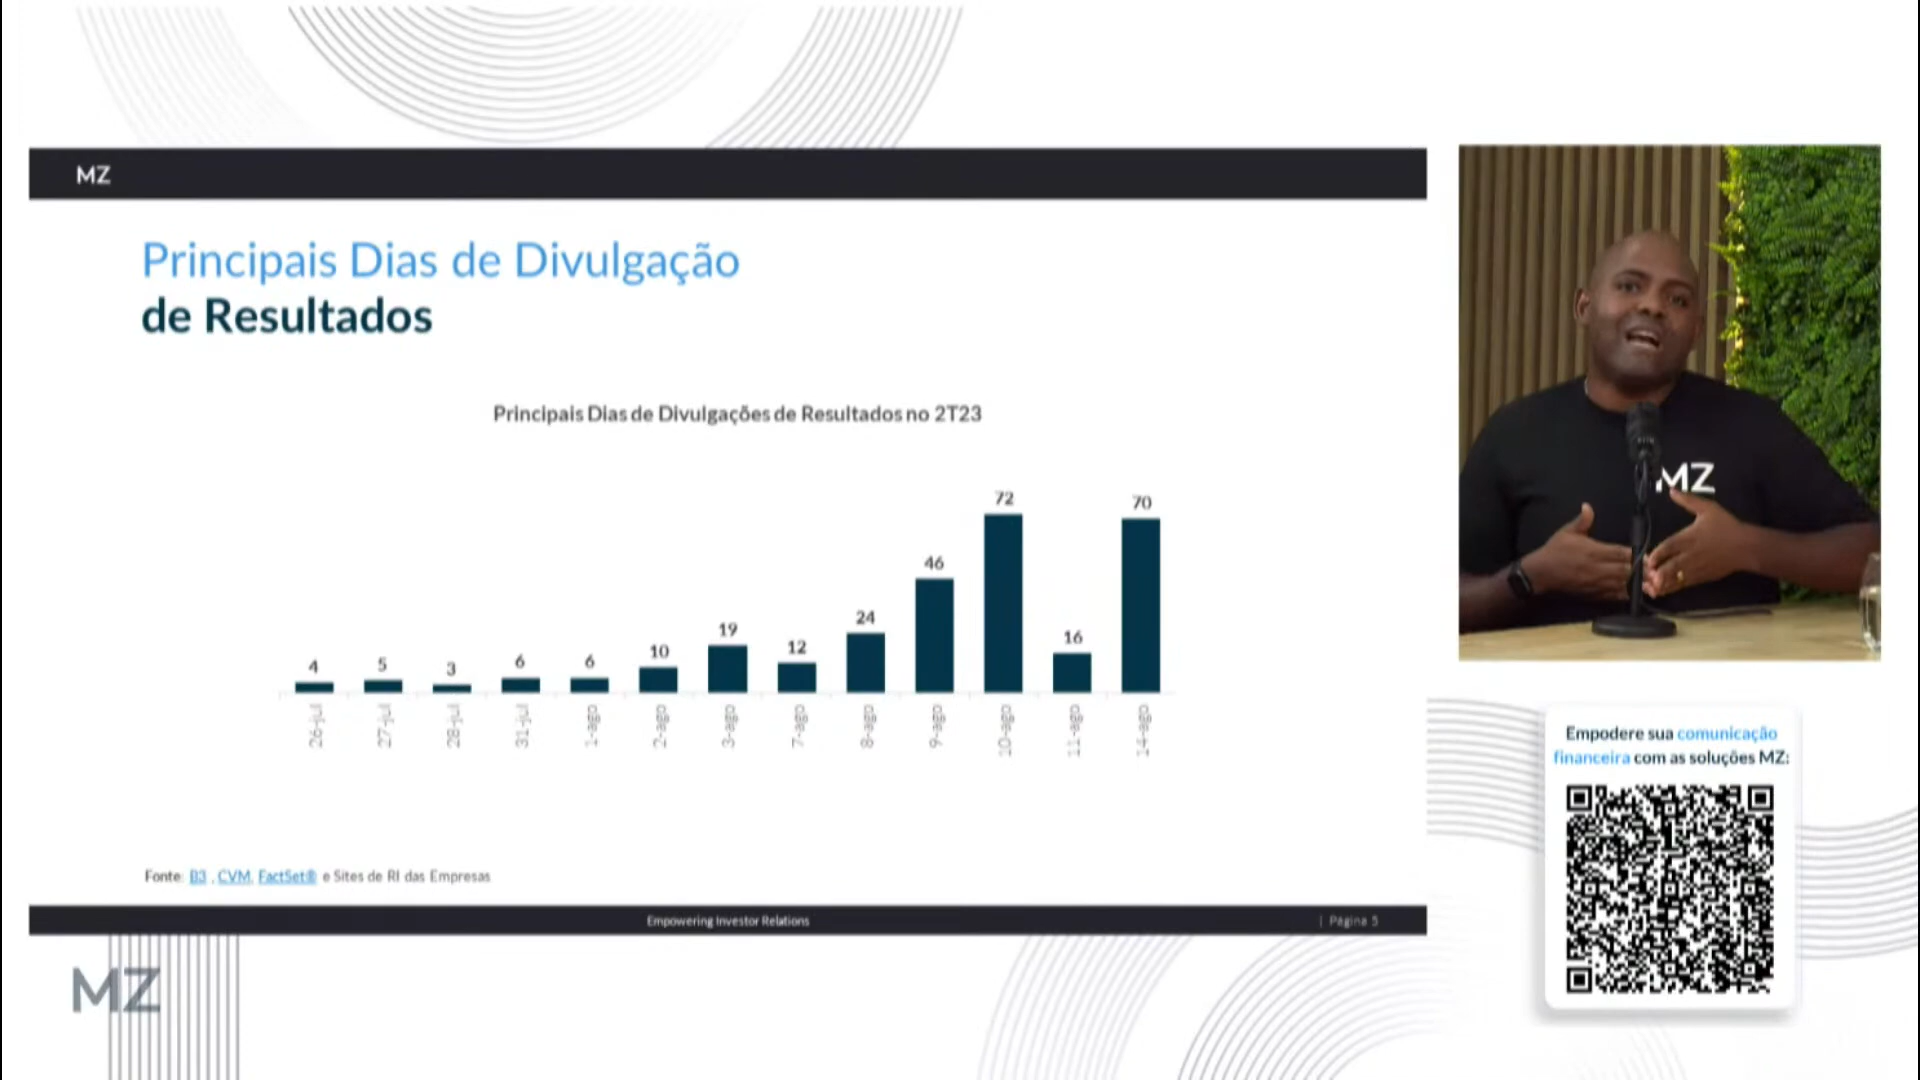 MZ
Principais Dias de Divulgação
de Resultados
Principais Dias de Divulgações de Resultados no 2T23
4
5
3
6
6
10
19
12
24
46
72
16
70
26-jul
27-jul
28-jul
31-jul
1-ago
2-ago
3-ago
7-ago
8-ago
9-ago
10-ago
11-ago
14-ago
Fonte: B3 , CVM, FactSet® e Sites de RI das Empresas
Empowering Investor Relations
| Página 5
MZ
MZ
Empodere sua comunicação
financeira com as soluções MZ: